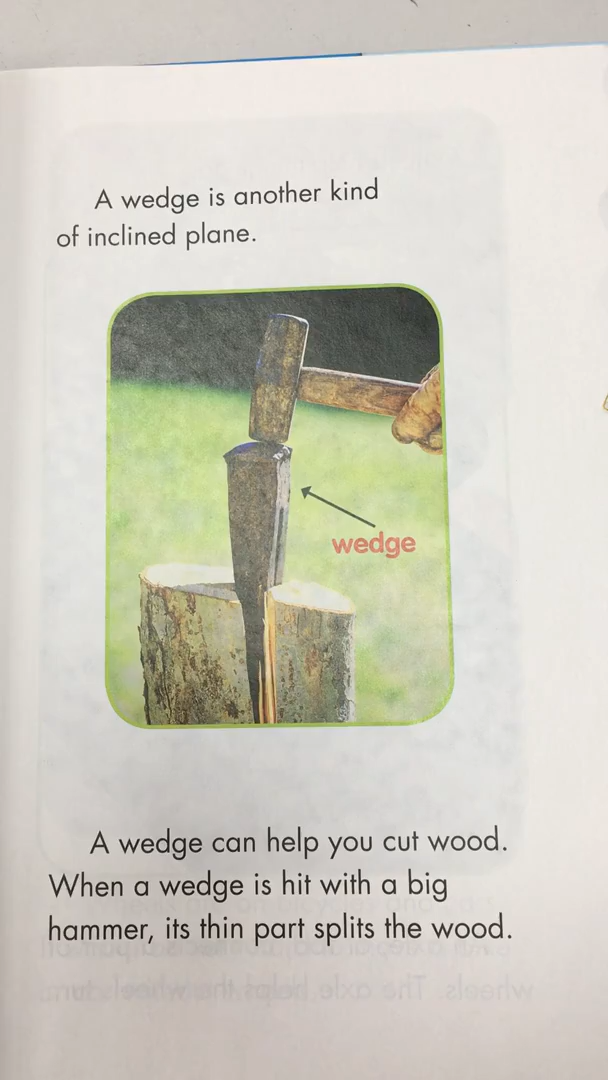 A wedge is another kind
of inclined plane.
wedge
A wedge can help you cut wood.
When a wedge is hit with a big
hammer, its thin part splits the wood.